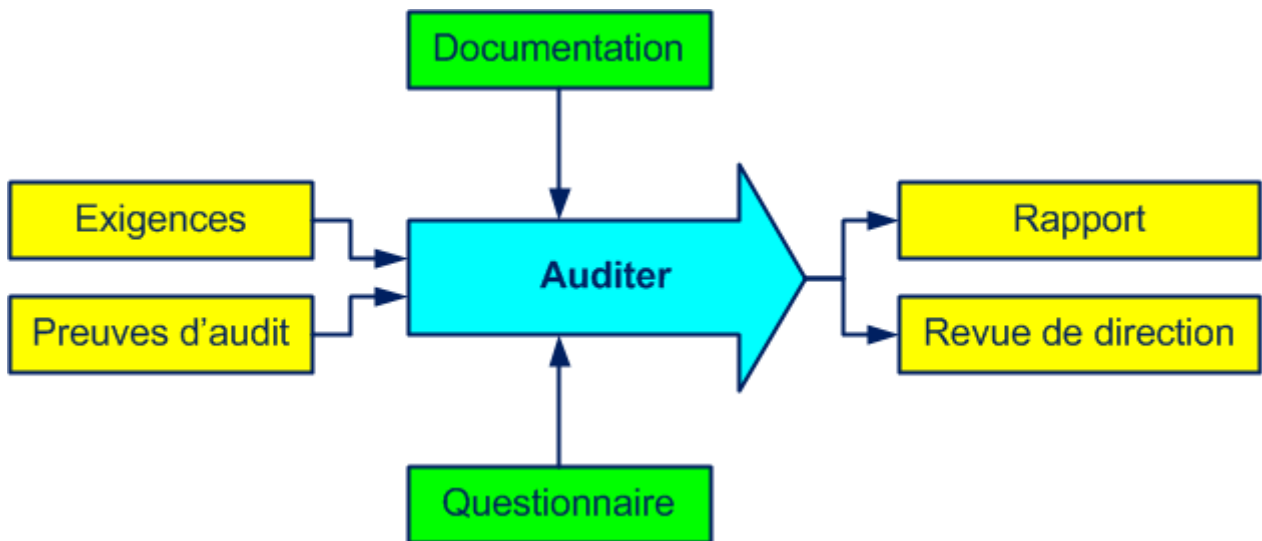 Documentation
Exigences
Rapport
Auditer
Preuves d’audit
Revue de direction
Questionnaire